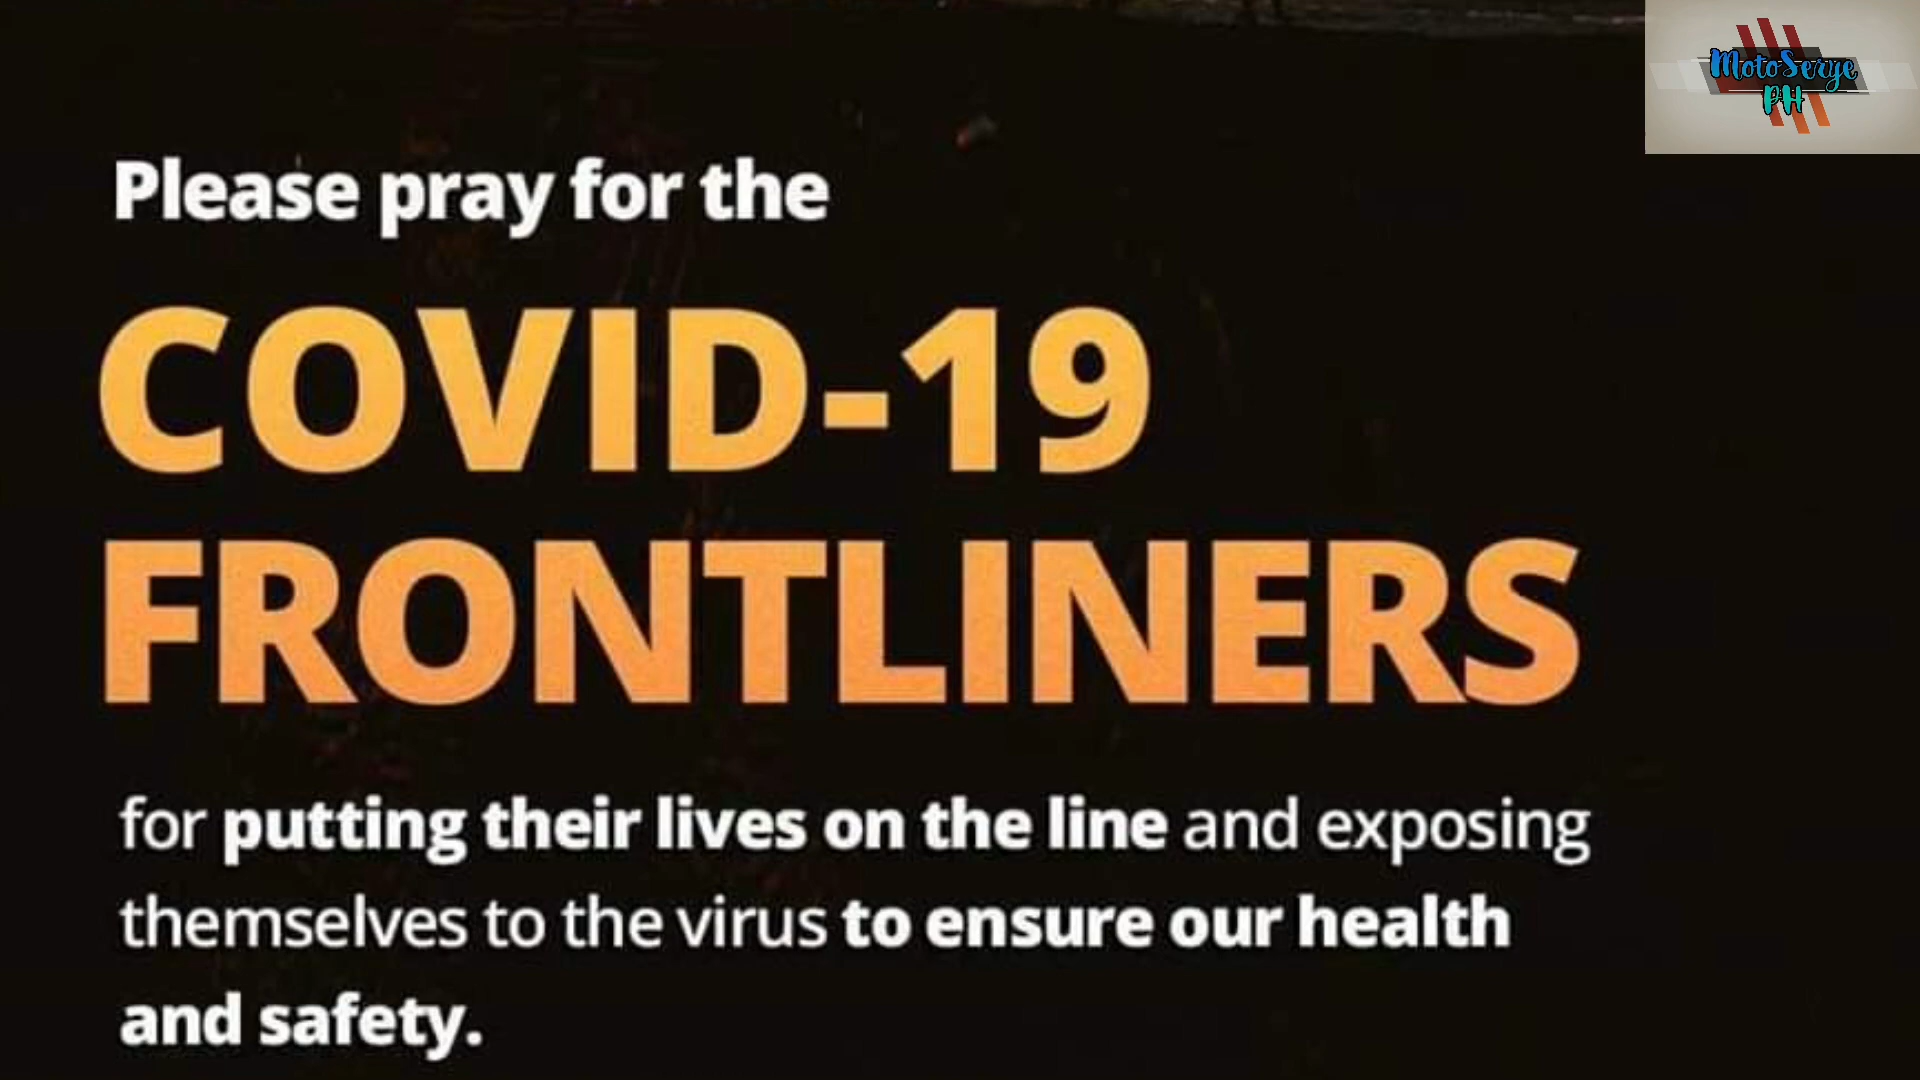 MotoSerye
PH
Please pray for the
COVID-19
FRONTLINERS
for putting their lives on the line and exposing
themselves to the virus to ensure our health
and safety.